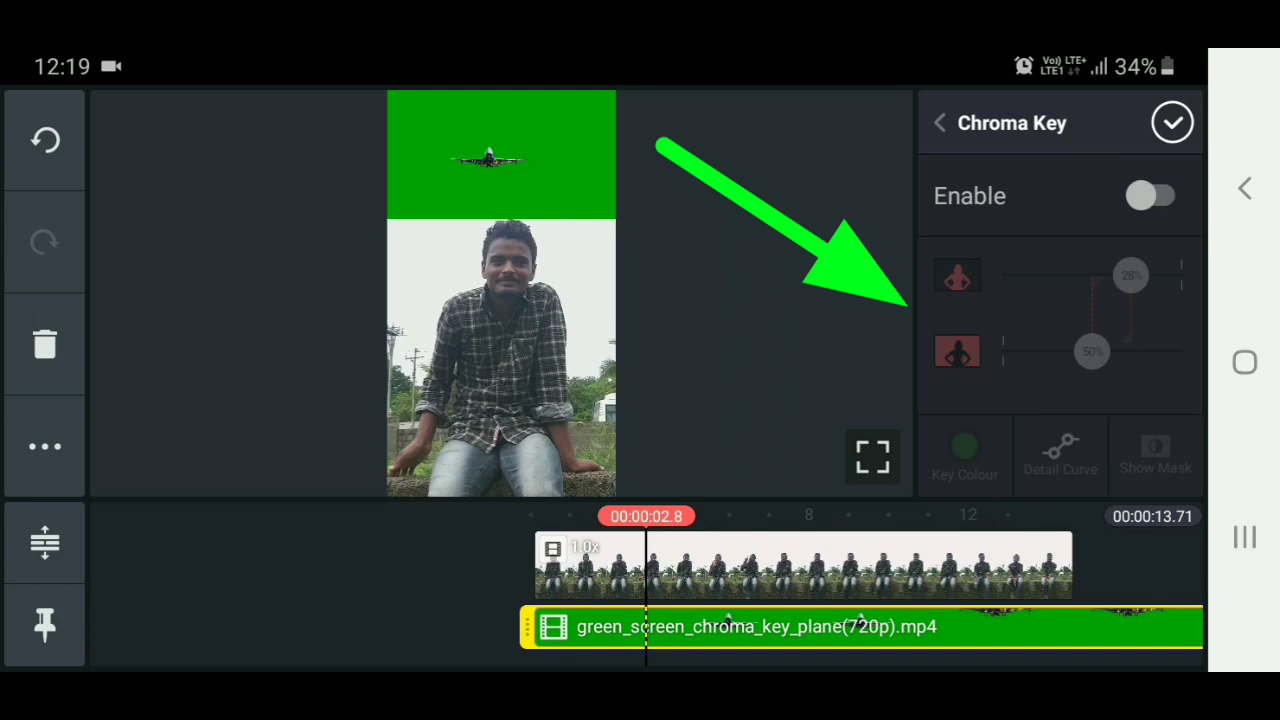 12:19
Vo) LTE+
LTE1
34%
Chroma Key
Enable
28%
50%
Key Colour
Detail Curve
Show Mask
00:00:02.8
8
12
00:00:13.71
1.0x
green_screen_chroma_key_plane(720p).mp4